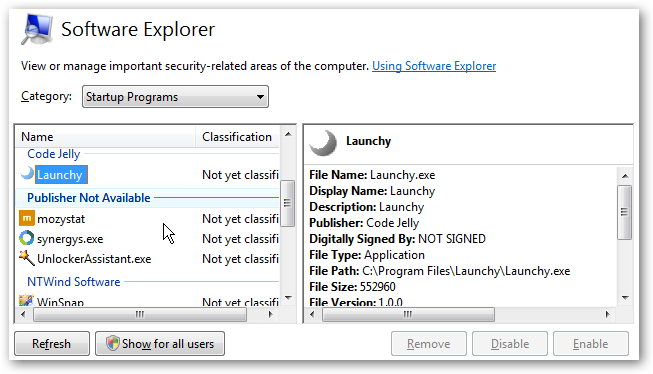 Software Explorer
View or manage important security-related areas of the computer. Using Software Explorer
Category: Startup Programs
Name Classification
Code Jelly
Launchy Not yet classifi
Publisher Not Available
m mozystat Not yet classifi
synergys.exe Not yet classifi
UnlockerAssistant.exe Not yet classifi
NTWind Software
WinSnap Not yet classifi
Launchy
File Name: Launchy.exe
Display Name: Launchy
Description: Launchy
Publisher: Code Jelly
Digitally Signed By: NOT SIGNED
File Type: Application
File Path: C:\Program Files\Launchy\Launchy.exe
File Size: 552960
File Version: 1.0.0
Refresh Show for all users Remove Disable Enable